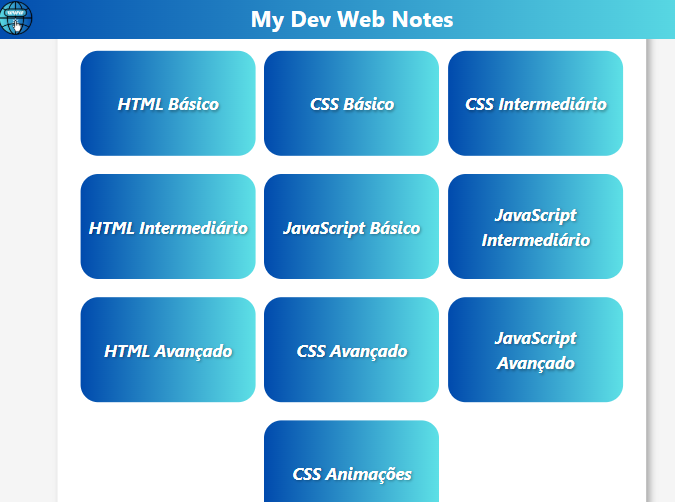 www
My Dev Web Notes
HTML Básico
CSS Básico
CSS Intermediário
HTML Intermediário
JavaScript Básico
JavaScript
Intermediário
HTML Avançado
CSS Avançado
JavaScript
Avançado
CSS Animações